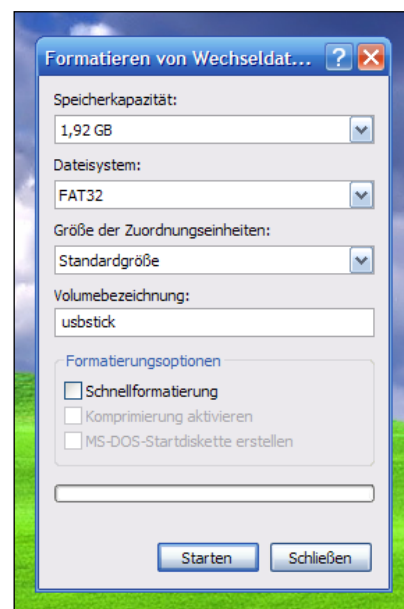 Formatieren von Wechseldat...
Speicherkapazität:
1,92 GB
Dateisystem:
FAT32
Größe der Zuordnungseinheiten:
Standardgröße
Volumebezeichnung:
usbstick
Formatierungsoptionen
Schnellformatierung
Komprimierung aktivieren
MS-DOS-Startdiskette erstellen
Starten Schließen